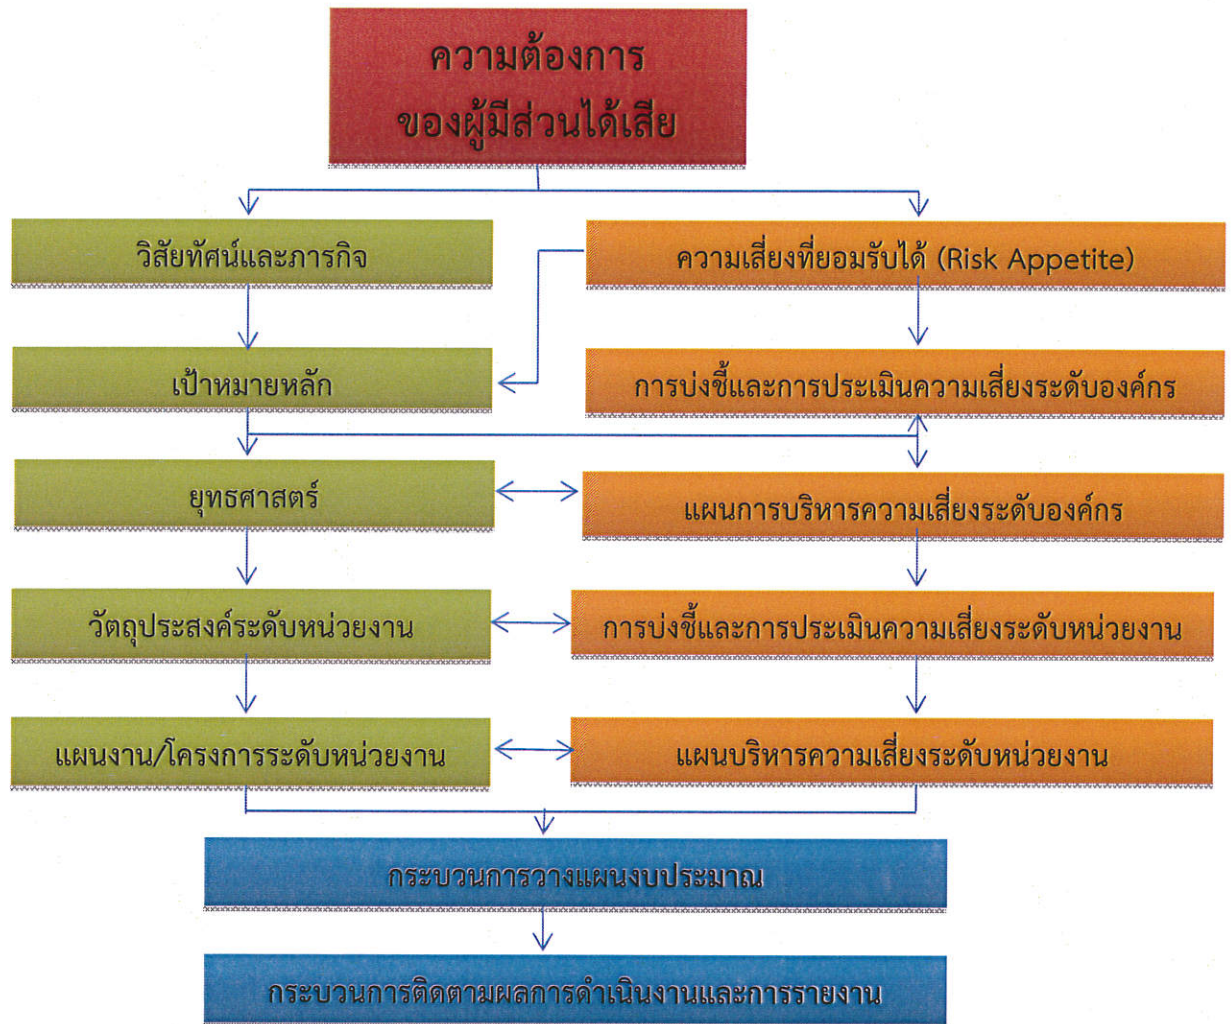 ความต้องการ
ของผู้มีส่วนได้เสีย
วิสัยทัศน์และภารกิจ
ความเสี่ยงที่ยอมรับได้ (Risk Appetite)
เป้าหมายหลัก
การบ่งชี้และการประเมินความเสี่ยงระดับองค์กร
ยุทธศาสตร์
แผนการบริหารความเสี่ยงระดับองค์กร
วัตถุประสงค์ระดับหน่วยงาน
การบ่งชี้และการประเมินความเสี่ยงระดับหน่วยงาน
แผนงาน/โครงการระดับหน่วยงาน
แผนบริหารความเสี่ยงระดับหน่วยงาน
กระบวนการวางแผนงบประมาณ
กระบวนการติดตามผลการดำเนินงานและการรายงาน